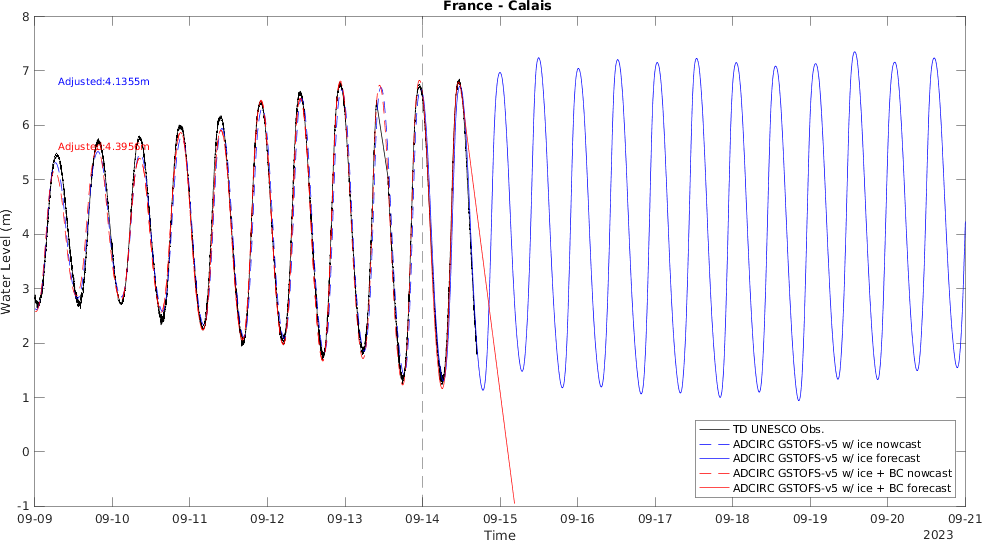 France - Calais
8
7
6
5
4
3
2
1
0
-1
Water Level (m)
Adjusted:4.1355m
Adjusted:4.3956m
TD UNESCO Obs.
ADCIRC GSTOFS-v5 w/ ice nowcast
ADCIRC GSTOFS-v5 w/ ice forecast
ADCIRC GSTOFS-v5 w/ ice + BC nowcast
ADCIRC GSTOFS-v5 w/ ice + BC forecast
09-09 09-10 09-11 09-12 09-13 09-14 09-15 09-16 09-17 09-18 09-19 09-20 09-21
Time
2023